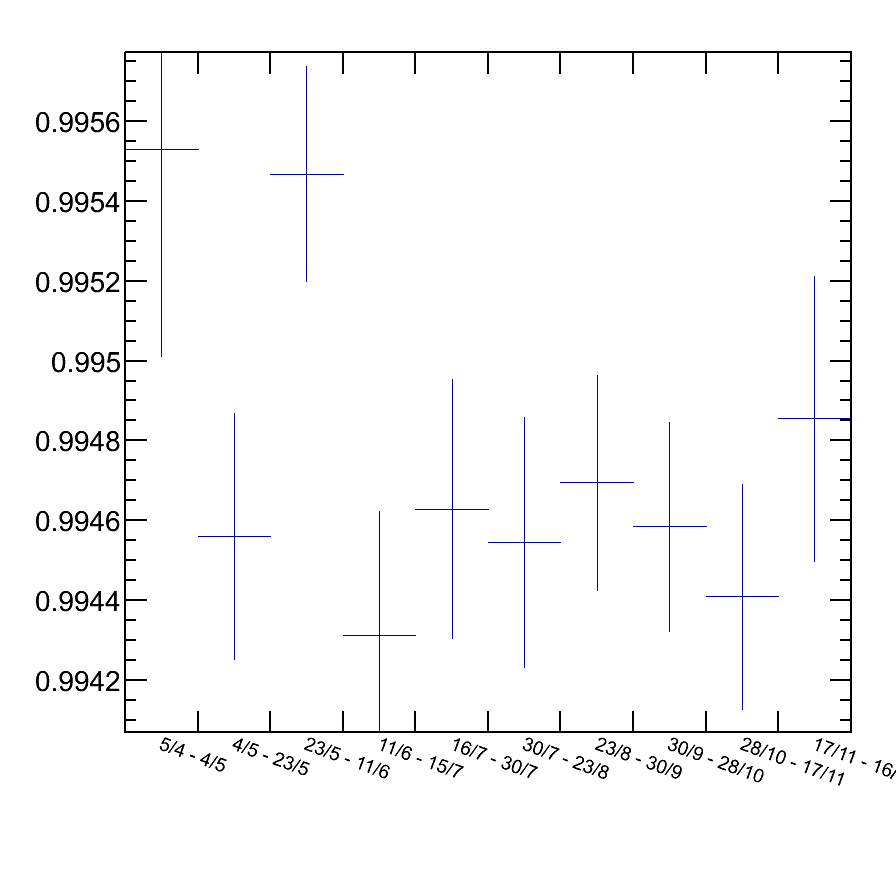 0.9956
0.9954
0.9952
0.995
0.9948
0.9946
0.9944
0.9942
5/4 - 4/5
4/5 - 23/5
23/5 - 11/6
11/6 - 15/7
16/7 - 30/7
30/7 - 23/8
23/8 - 30/9
30/9 - 28/10
28/10 - 17/11
17/11 - 16/